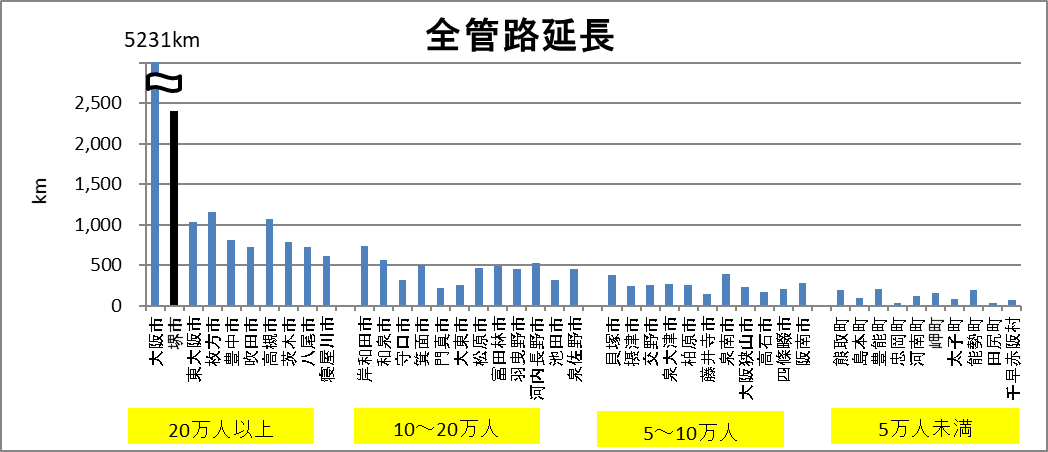 全管路延長
5231km
2,500
2,000
1,500
1,000
500
0
km
大阪市
堺市
東大阪市
枚方市
豊中市
吹田市
高槻市
茨木市
八尾市
寝屋川市
岸和田市
和泉市
守口市
箕面市
門真市
大東市
松原市
富田林市
羽曳野市
河内長野市
池田市
泉佐野市
貝塚市
摂津市
交野市
泉大津市
柏原市
藤井寺市
泉南市
大阪狭山市
高石市
四條畷市
阪南市
熊取町
島本町
豊能町
忠岡町
河南町
岬町
太子町
能勢町
田尻町
千早赤阪村
20万人以上
10～20万人
5～10万人
5万人未満